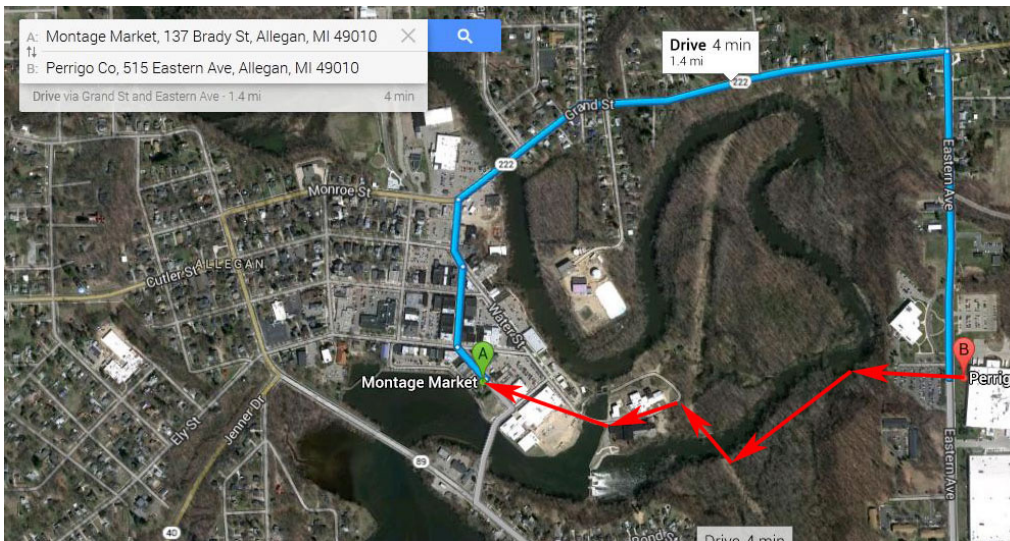 A: Montage Market, 137 Brady St, Allegan, MI 49010
B: Perrigo Co, 515 Eastern Ave, Allegan, MI 49010
Drive via Grand St and Eastern Ave - 1.4 mi 4 min
Drive 4 min
1.4 mi
222
Grand St
222
Monroe St
Eastern Ave
Cutler St
ALLEGAN
Water St
A
Montage Market
B
Perrig
Ely St
Jenner Dr
89
Eastern Ave
40
Drive 4 min